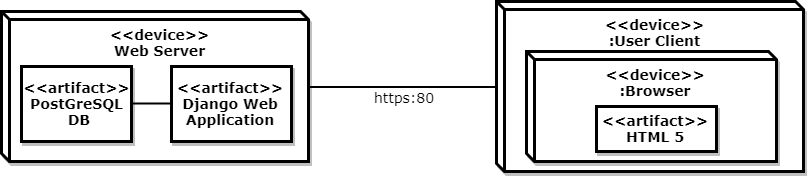 <<device>>
Web Server
<<artifact>>
PostGreSQL
DB
<<artifact>>
Django Web
Application
https:80
<<device>>
:User Client
<<device>>
:Browser
<<artifact>>
HTML 5